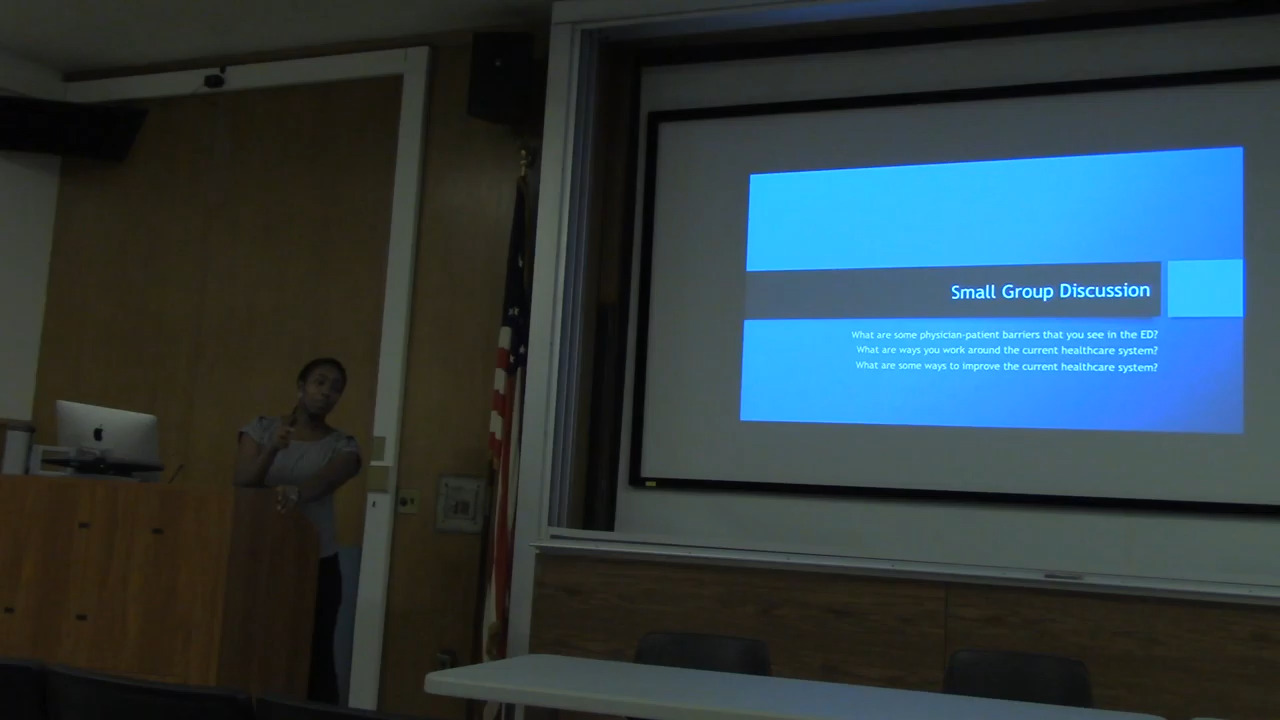 Small Group Discussion
What are some physician-patient barriers that you see in the ED?
What are ways you work around the current healthcare system?
What are some ways to improve the current healthcare system?